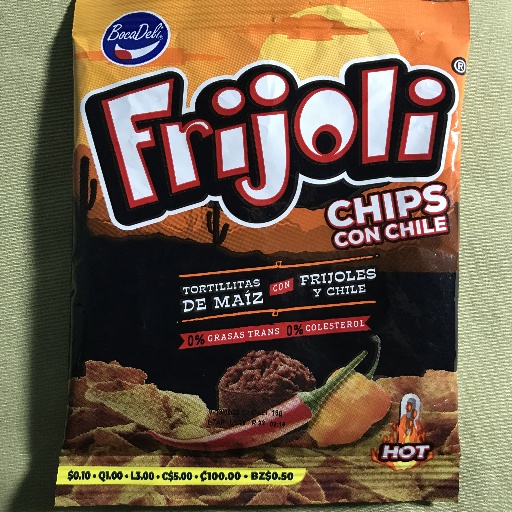 BocaDeli
Frijoli
®
CHIPS
CON CHILE
TORTILLITAS
DE MAÍZ
CON
FRIJOLES
Y CHILE
0% GRASAS TRANS 0% COLESTEROL
HOT
$0.10 • Q1.00 • L3.00 • C$5.00 • ₡100.00 • BZ$0.50